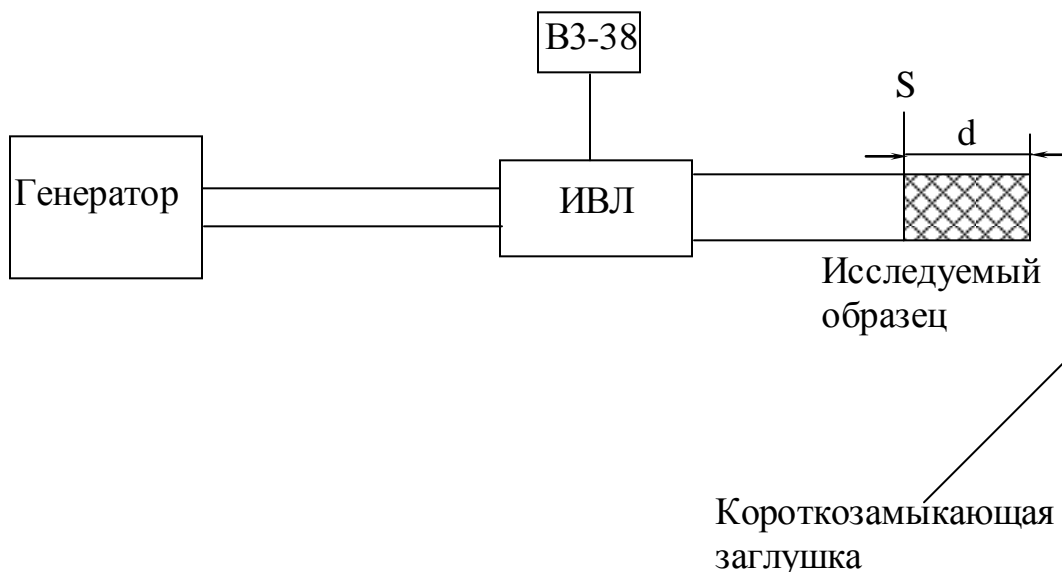 В3-38
S
d
Генератор
ИВЛ
Исследуемый
образец
Короткозамыкающая
заглушка